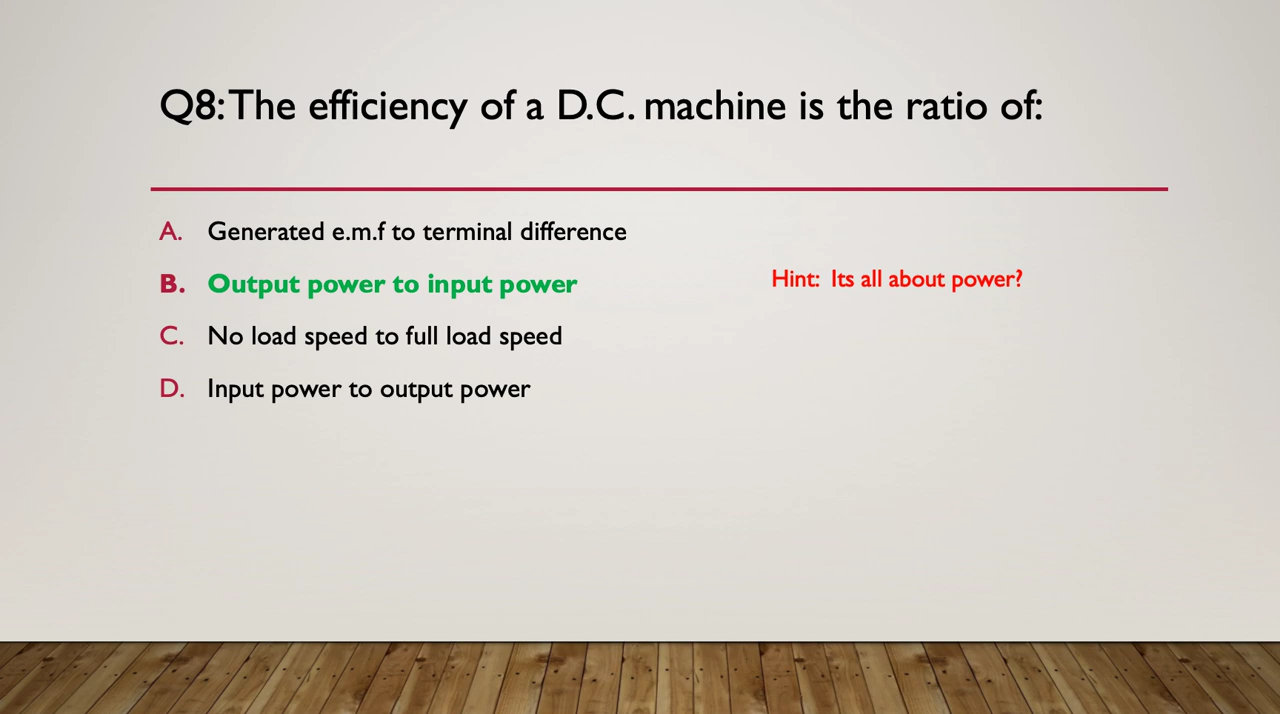 Q8: The efficiency of a D.C. machine is the ratio of:
A. Generated e.m.f to terminal difference
B. Output power to input power
Hint: Its all about power?
C. No load speed to full load speed
D. Input power to output power